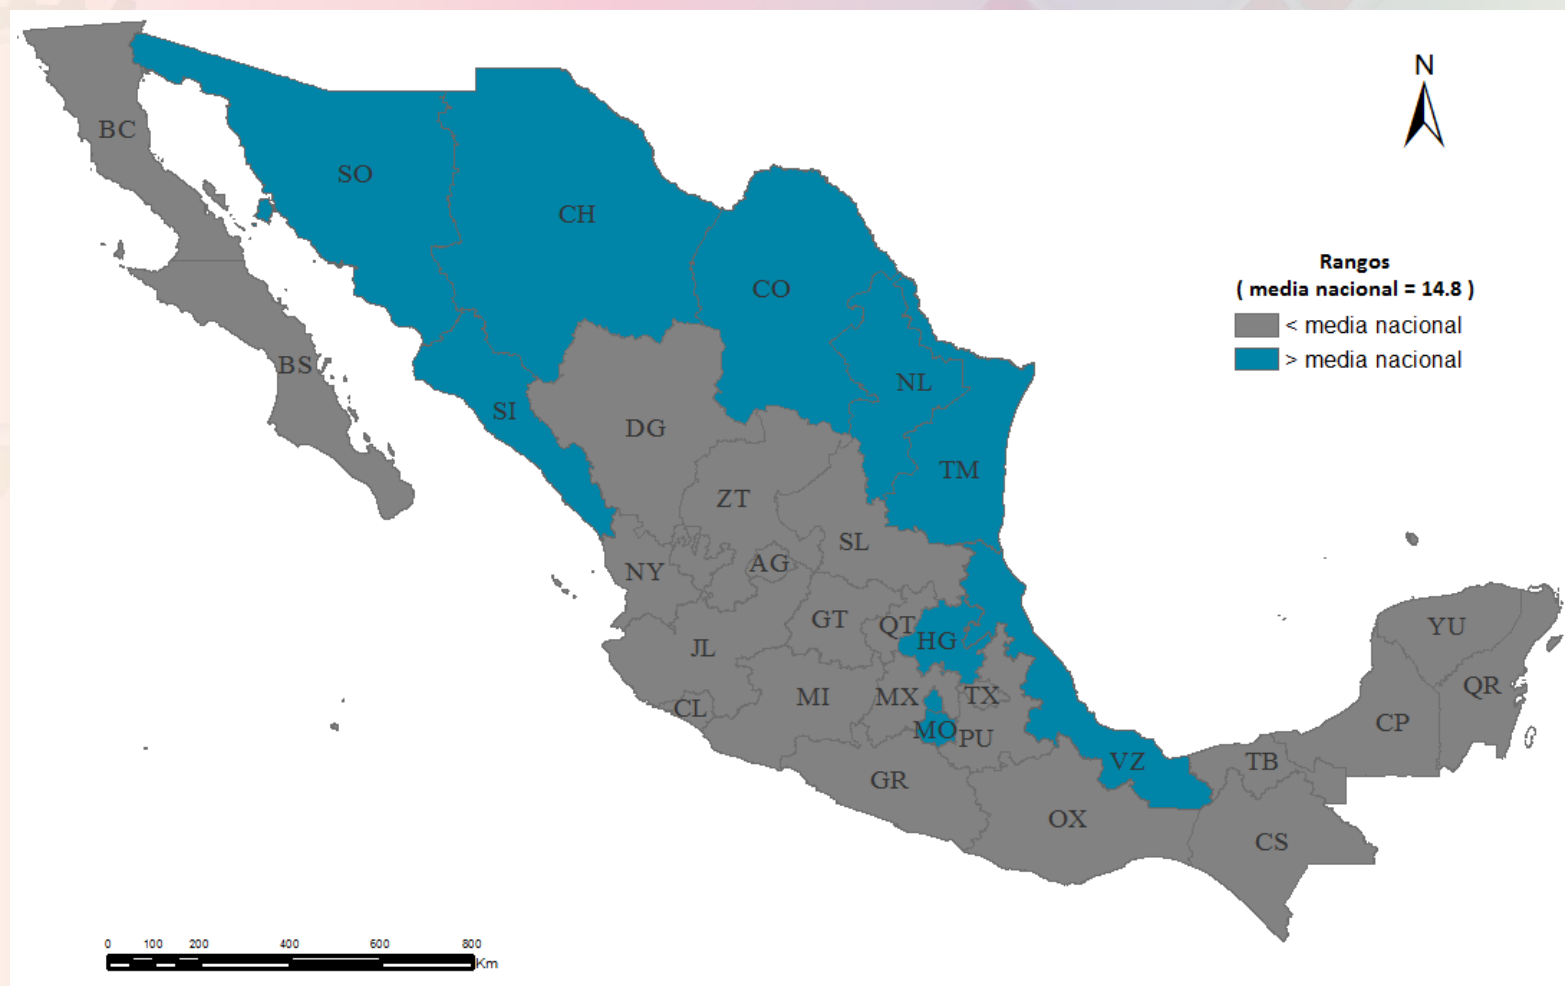 N
BC
SO
CH
CO
Rangos
( media nacional = 14.8 )
< media nacional
> media nacional
BS
NL
SI
DG
TM
ZT
SL
AG
NY
GT
QT
HG
YU
JL
QR
MI
MX
TX
CL
CP
MO
PU
VZ
TB
GR
OX
CS
0 100 200 400 600 800
Km